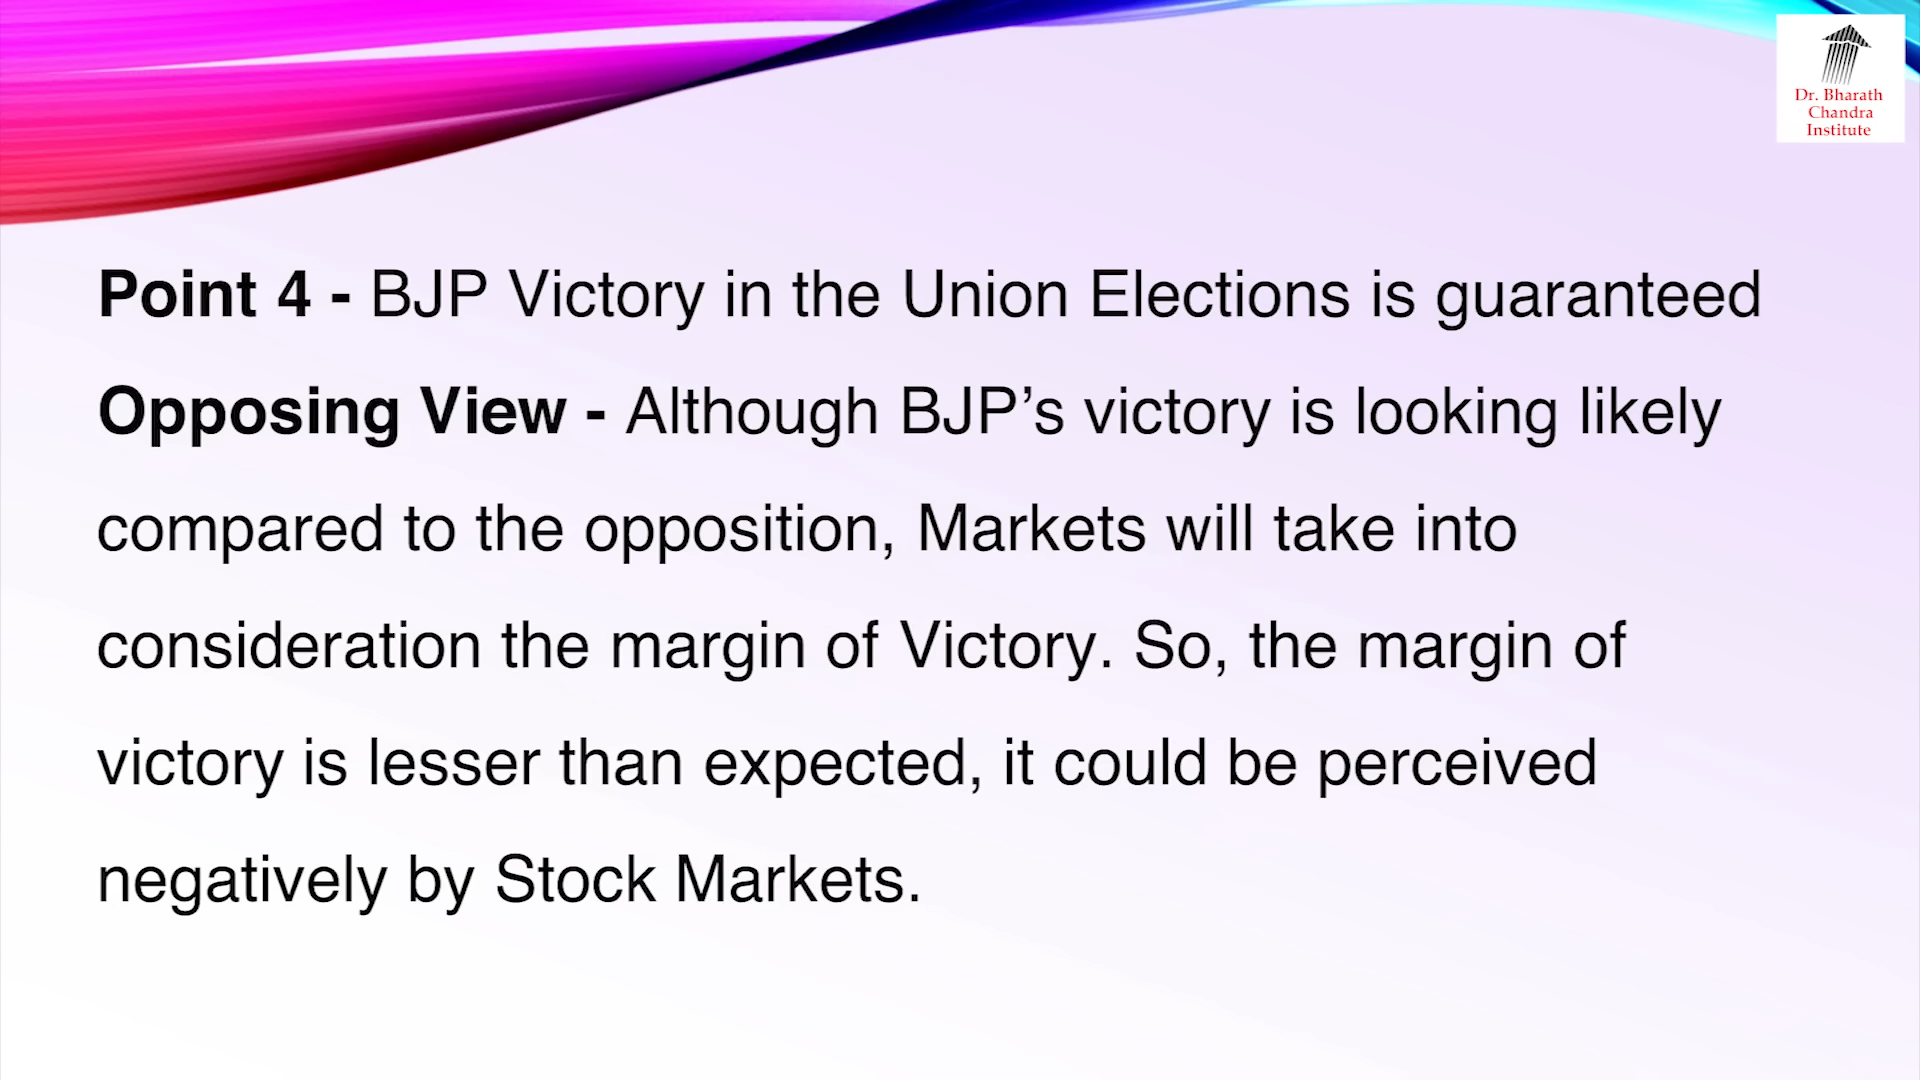 Dr. Bharath
Chandra
Institute
Point 4 - BJP Victory in the Union Elections is guaranteed
Opposing View - Although BJP’s victory is looking likely
compared to the opposition, Markets will take into
consideration the margin of Victory. So, the margin of
victory is lesser than expected, it could be perceived
negatively by Stock Markets.